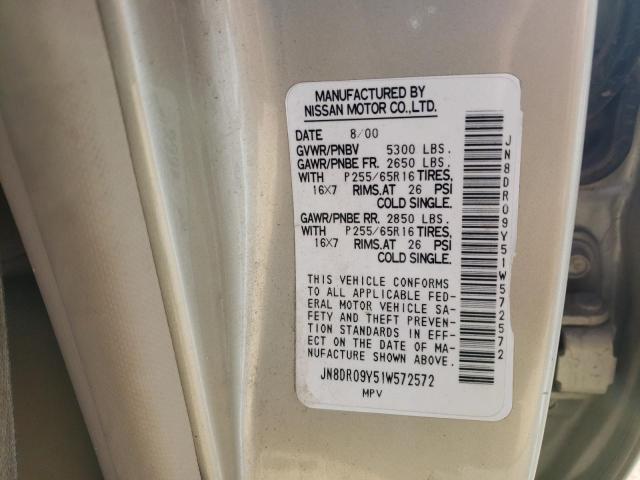 MANUFACTURED BY
NISSAN MOTOR CO.,LTD.
DATE 8/00
GVWR/PNBV 5300 LBS.
GAWR/PNBE FR. 2650 LBS.
WITH P255/65R16 TIRES,
16X7 RIMS.AT 26 PSI
COLD SINGLE.
GAWR/PNBE RR. 2850 LBS.
WITH P255/65R16 TIRES,
16X7 RIMS.AT 26 PSI
COLD SINGLE.
THIS VEHICLE CONFORMS
TO ALL APPLICABLE FED-
ERAL MOTOR VEHICLE SA-
FETY AND THEFT PREVEN-
TION STANDARDS IN EFF-
ECT ON THE DATE OF MA-
NUFACTURE SHOWN ABOVE.
JN8DR09Y51W572572
MPV
JN8DR09Y51W572572